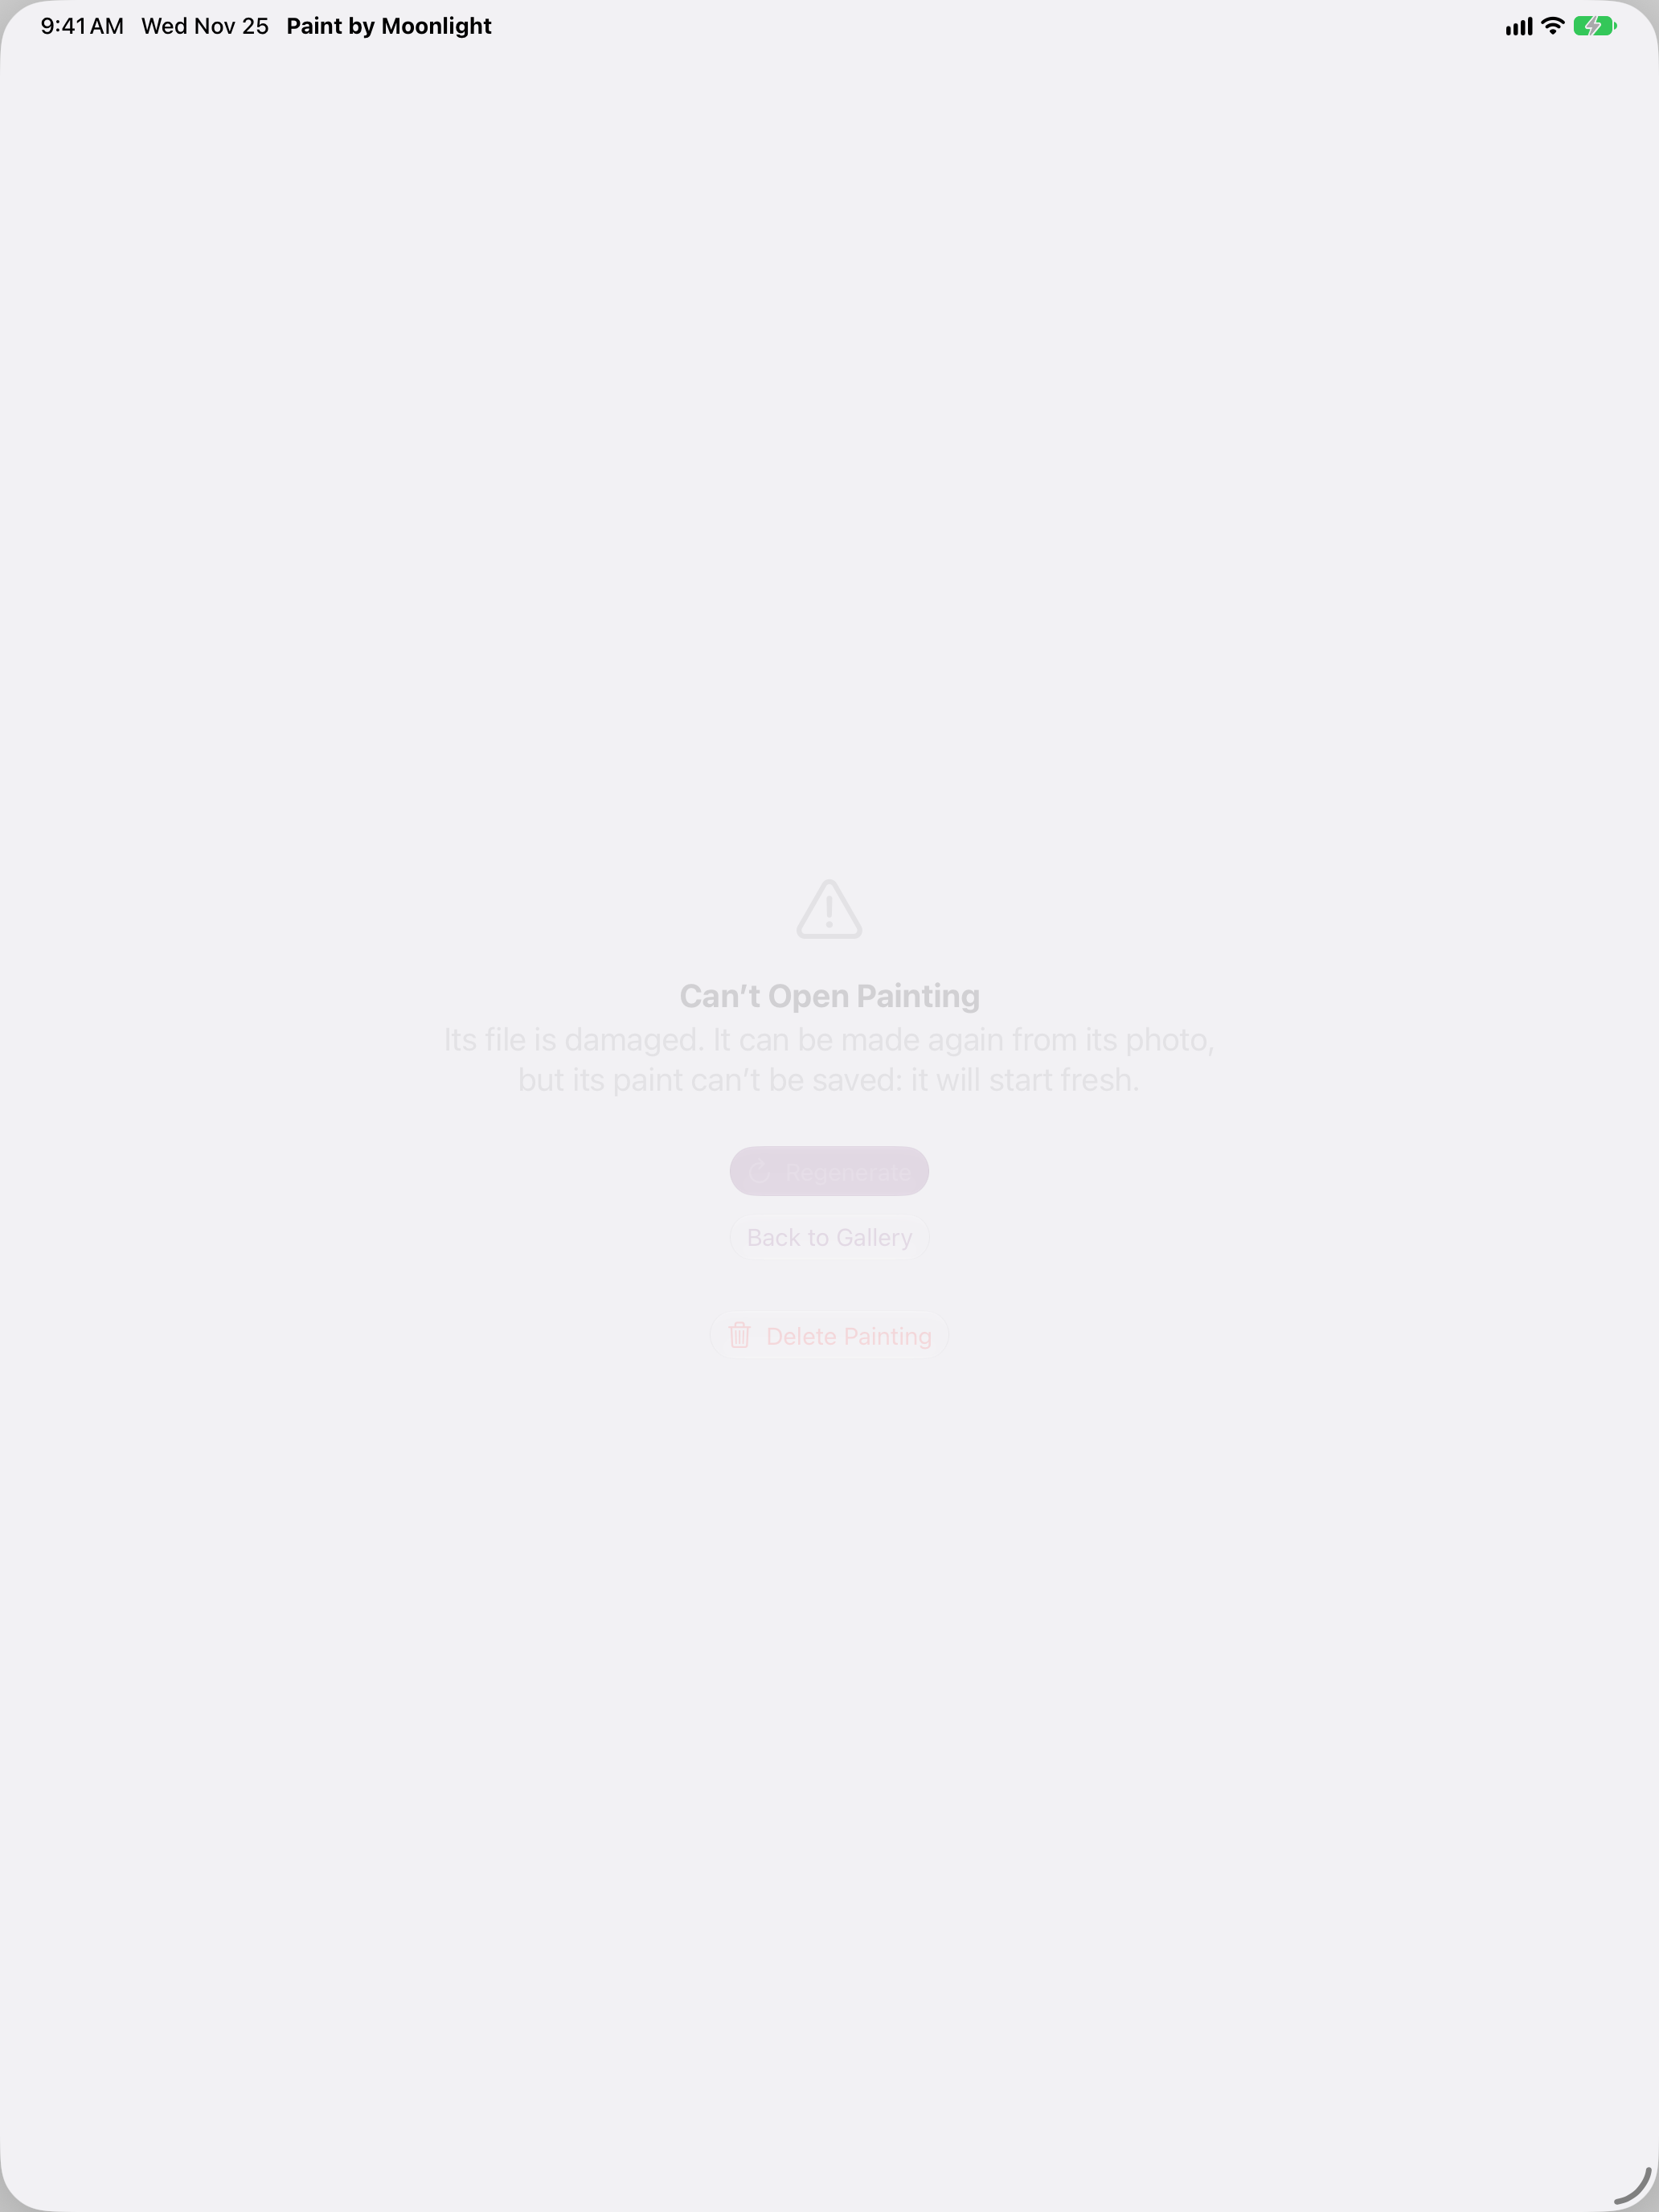 9:41 AM Wed Nov 25 Paint by Moonlight
Can’t Open Painting
Its file is damaged. It can be made again from its photo,
but its paint can’t be saved: it will start fresh.
Regenerate
Back to Gallery
Delete Painting